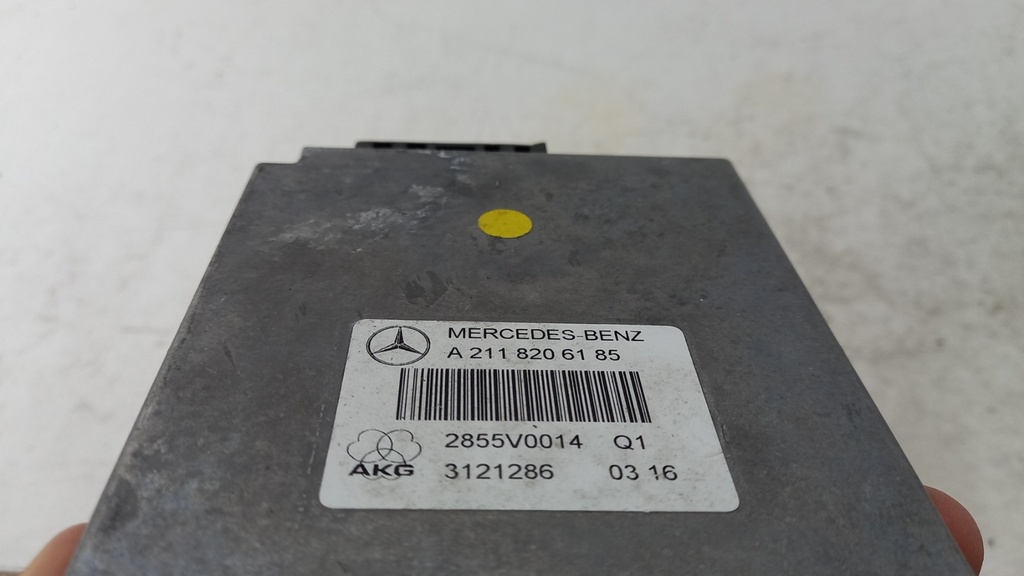 MERCEDES-BENZ
A 211 820 61 85
2855V0014 Q1
AKG
3121286 03 16